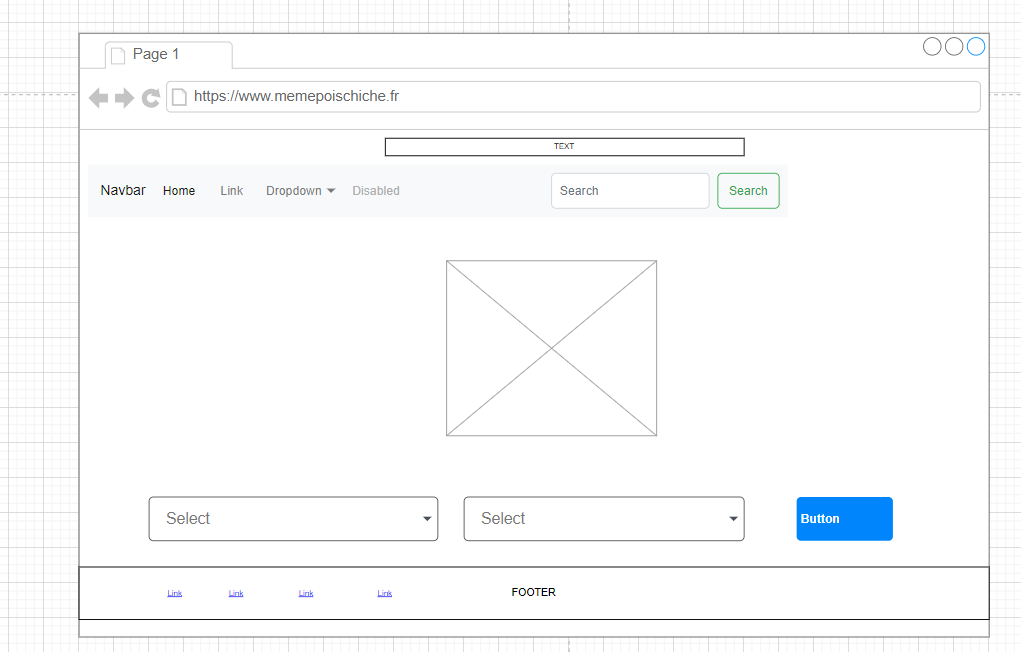 Page 1
https://www.memepoischiche.fr
TEXT
Navbar Home Link Dropdown Disabled Search Search
Select Select Button
Link Link Link Link FOOTER